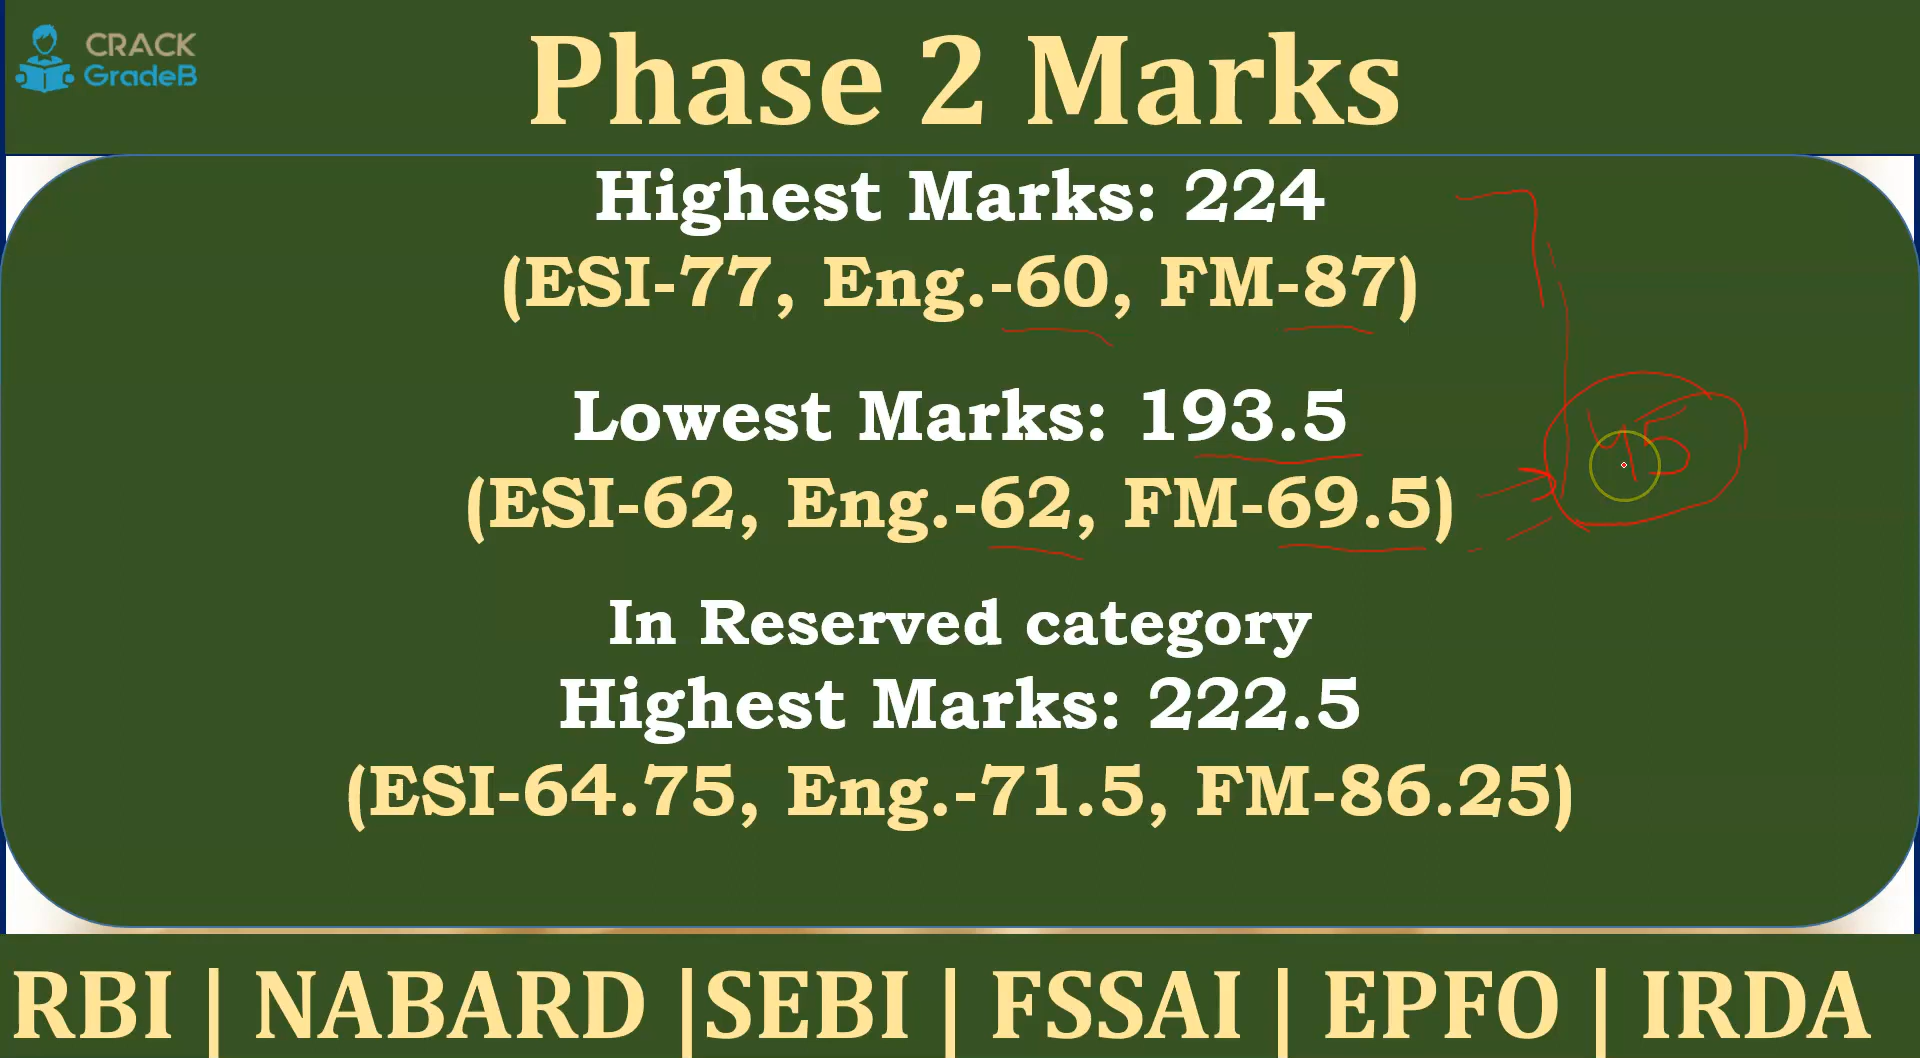 CRACK
GradeB
Phase 2 Marks
Highest Marks: 224
(ESI-77, Eng.-60, FM-87)
Lowest Marks: 193.5
(ESI-62, Eng.-62, FM-69.5)
45
In Reserved category
Highest Marks: 222.5
(ESI-64.75, Eng.-71.5, FM-86.25)
RBI | NABARD |SEBI | FSSAI | EPFO | IRDA